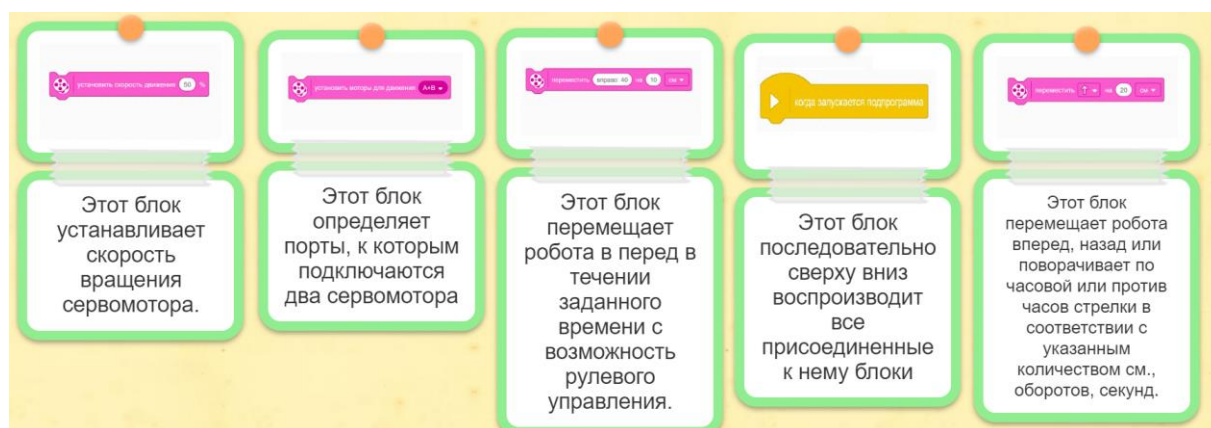 установить скорость движения 50 %
Этот блок
устанавливает
скорость
вращения
сервомотора.
установить моторы для движения A+B
Этот блок
определяет
порты, к которым
подключаются
два сервомотора
переместить вправо 40 на 10 см
Этот блок
перемещает
робота в перед в
течении
заданного
времени с
возможность
рулевого
управления.
когда запускается подпрограмма
Этот блок
последовательно
сверху вниз
воспроизводит
все
присоединенные
к нему блоки
переместить ↑ на 20 см
Этот блок
перемещает робота
вперед, назад или
поворачивает по
часовой или против
часов стрелки в
соответствии с
указанным
количеством см.,
оборотов, секунд.